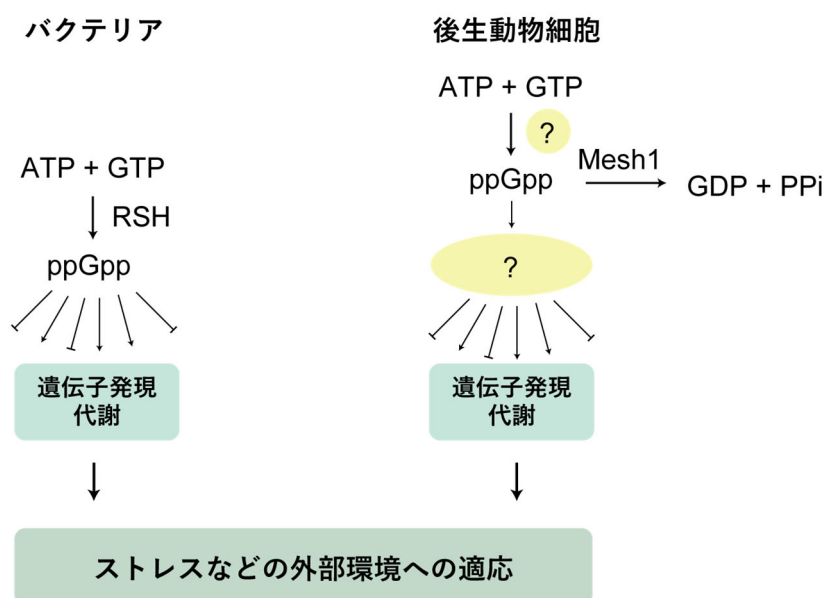 バクテリア
ATP + GTP
RSH
ppGpp
遺伝子発現
代謝
後生動物細胞
ATP + GTP
?
ppGpp
Mesh1
GDP + PPi
?
遺伝子発現
代謝
ストレスなどの外部環境への適応